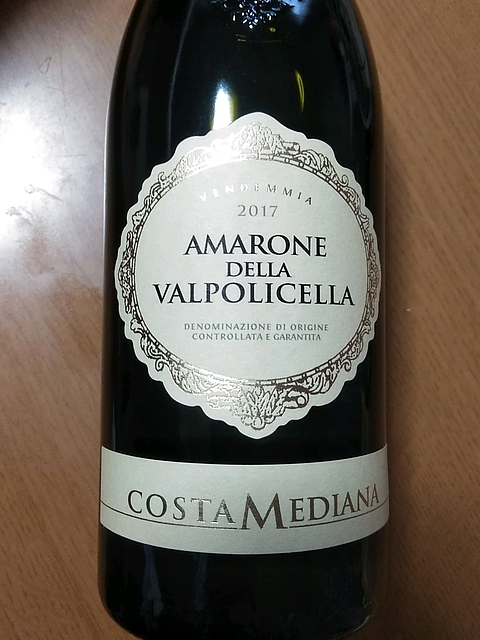 VENDEMMIA
2017
AMARONE
DELLA
VALPOLICELLA
DENOMINAZIONE DI ORIGINE
CONTROLLATA E GARANTITA
COSTAMEDIANA